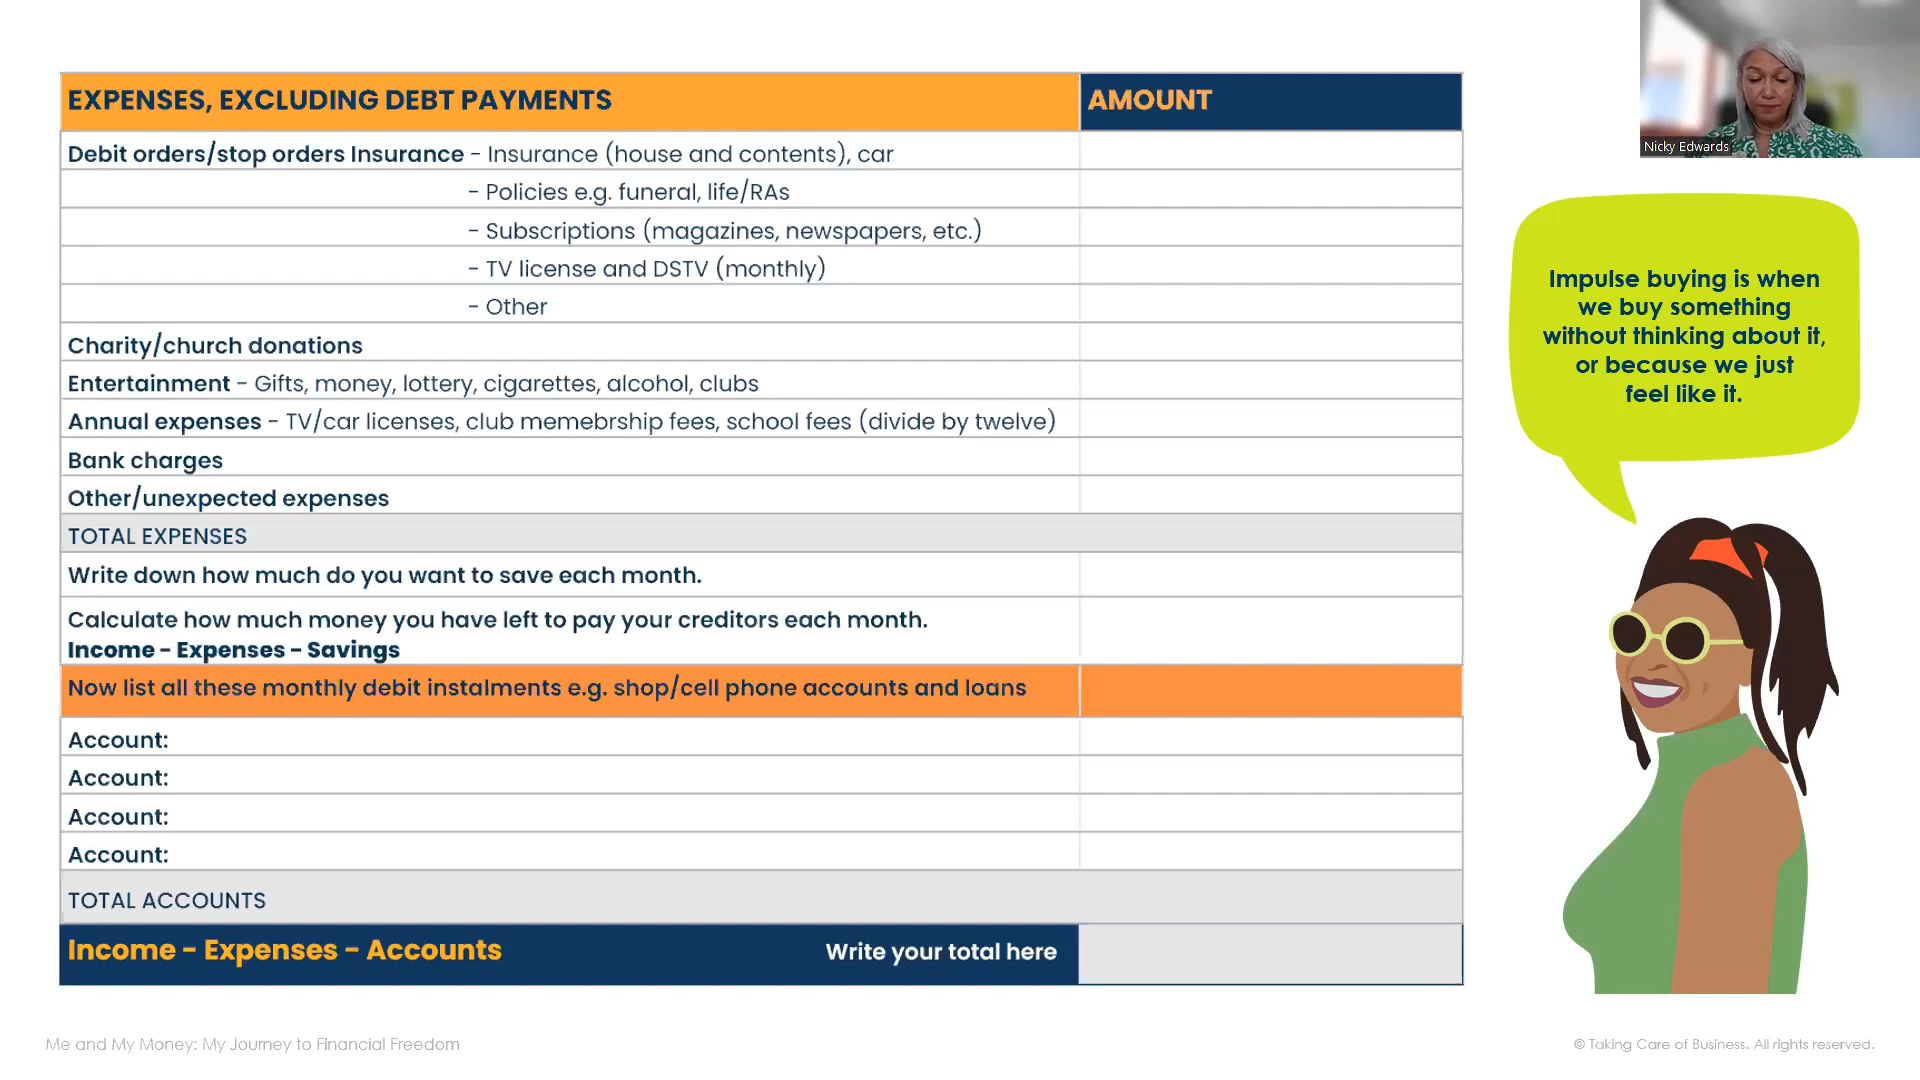 EXPENSES, EXCLUDING DEBT PAYMENTS AMOUNT
Debit orders/stop orders Insurance - Insurance (house and contents), car
- Policies e.g. funeral, life/RAs
- Subscriptions (magazines, newspapers, etc.)
- TV license and DSTV (monthly)
- Other
Charity/church donations
Entertainment - Gifts, money, lottery, cigarettes, alcohol, clubs
Annual expenses - TV/car licenses, club memebrship fees, school fees (divide by twelve)
Bank charges
Other/unexpected expenses
TOTAL EXPENSES
Write down how much do you want to save each month.
Calculate how much money you have left to pay your creditors each month.
Income - Expenses - Savings
Now list all these monthly debit instalments e.g. shop/cell phone accounts and loans
Account:
Account:
Account:
Account:
TOTAL ACCOUNTS
Income - Expenses - Accounts Write your total here
Nicky Edwards
Impulse buying is when
we buy something
without thinking about it,
or because we just
feel like it.
Me and My Money: My Journey to Financial Freedom
© Taking Care of Business. All rights reserved.